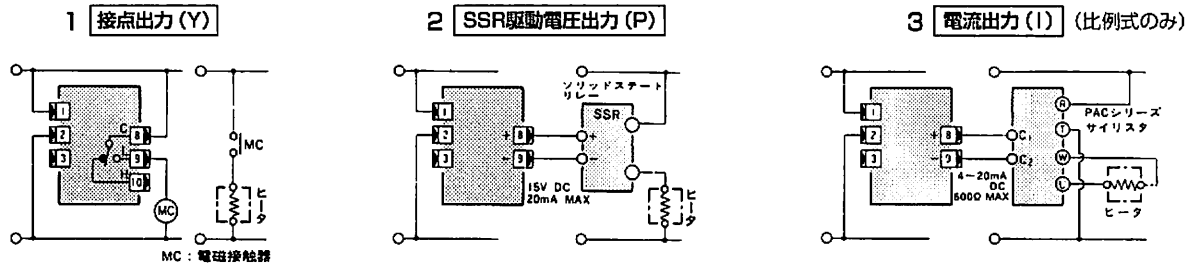 1 接点出力(Y)
1
2
3
C
L
H
8
9
10
MC
MC
ヒータ
MC:電磁接触器
2 SSR駆動電圧出力(P)
1
2
3
+ 8
- 9
15V DC
20mA MAX
ソリッドステート
リレー
SSR
+
-
ヒータ
3 電流出力(I) (比例式のみ)
1
2
3
+ 8
- 9
C₁
C₂
4~20mA
DC
600Ω MAX
R
T
W
L
PACシリーズ
サイリスタ
ヒータ